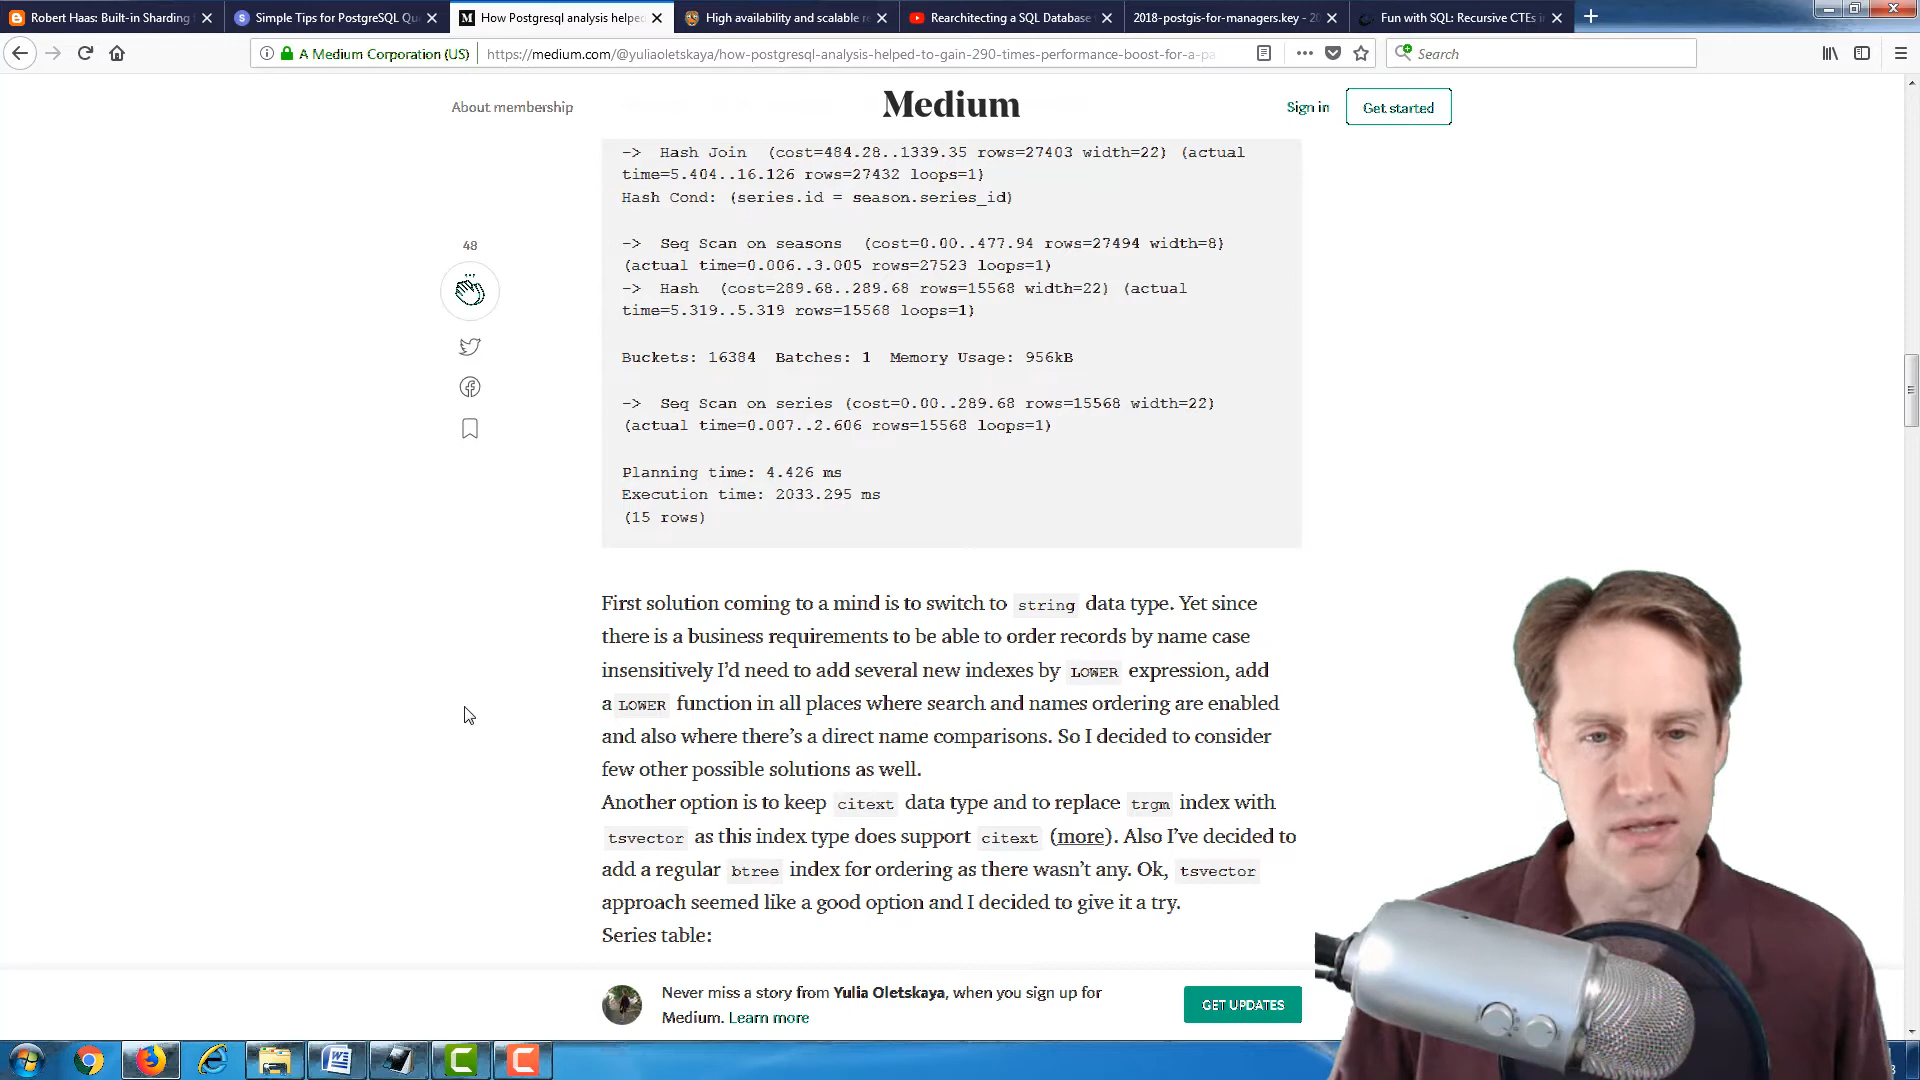 Robert Haas: Built-in Sharding
Simple Tips for PostgreSQL Qu
How Postgresql analysis helped
High availability and scalable re
Rearchitecting a SQL Database
2018-postgis-for-managers.key - 20
Fun with SQL: Recursive CTEs in
A Medium Corporation (US)
https://medium.com/@yuliaoletskaya/how-postgresql-analysis-helped-to-gain-290-times-performance-boost-for-a-pa
Search
About membership
Medium
Sign in
Get started
-> Hash Join (cost=484.28..1339.35 rows=27403 width=22) (actual
time=5.404..16.126 rows=27432 loops=1)
Hash Cond: (series.id = season.series_id)
-> Seq Scan on seasons (cost=0.00..477.94 rows=27494 width=8)
(actual time=0.006..3.005 rows=27523 loops=1)
-> Hash (cost=289.68..289.68 rows=15568 width=22) (actual
time=5.319..5.319 rows=15568 loops=1)
Buckets: 16384 Batches: 1 Memory Usage: 956kB
-> Seq Scan on series (cost=0.00..289.68 rows=15568 width=22)
(actual time=0.007..2.606 rows=15568 loops=1)
Planning time: 4.426 ms
Execution time: 2033.295 ms
(15 rows)
48
First solution coming to a mind is to switch to string data type. Yet since
there is a business requirements to be able to order records by name case
insensitively I'd need to add several new indexes by LOWER expression, add
a LOWER function in all places where search and names ordering are enabled
and also where there's a direct name comparisons. So I decided to consider
few other possible solutions as well.
Another option is to keep citext data type and to replace trgm index with
tsvector as this index type does support citext (more). Also I've decided to
add a regular btree index for ordering as there wasn't any. Ok, tsvector
approach seemed like a good option and I decided to give it a try.
Series table:
Never miss a story from Yulia Oletskaya, when you sign up for
Medium. Learn more
GET UPDATES